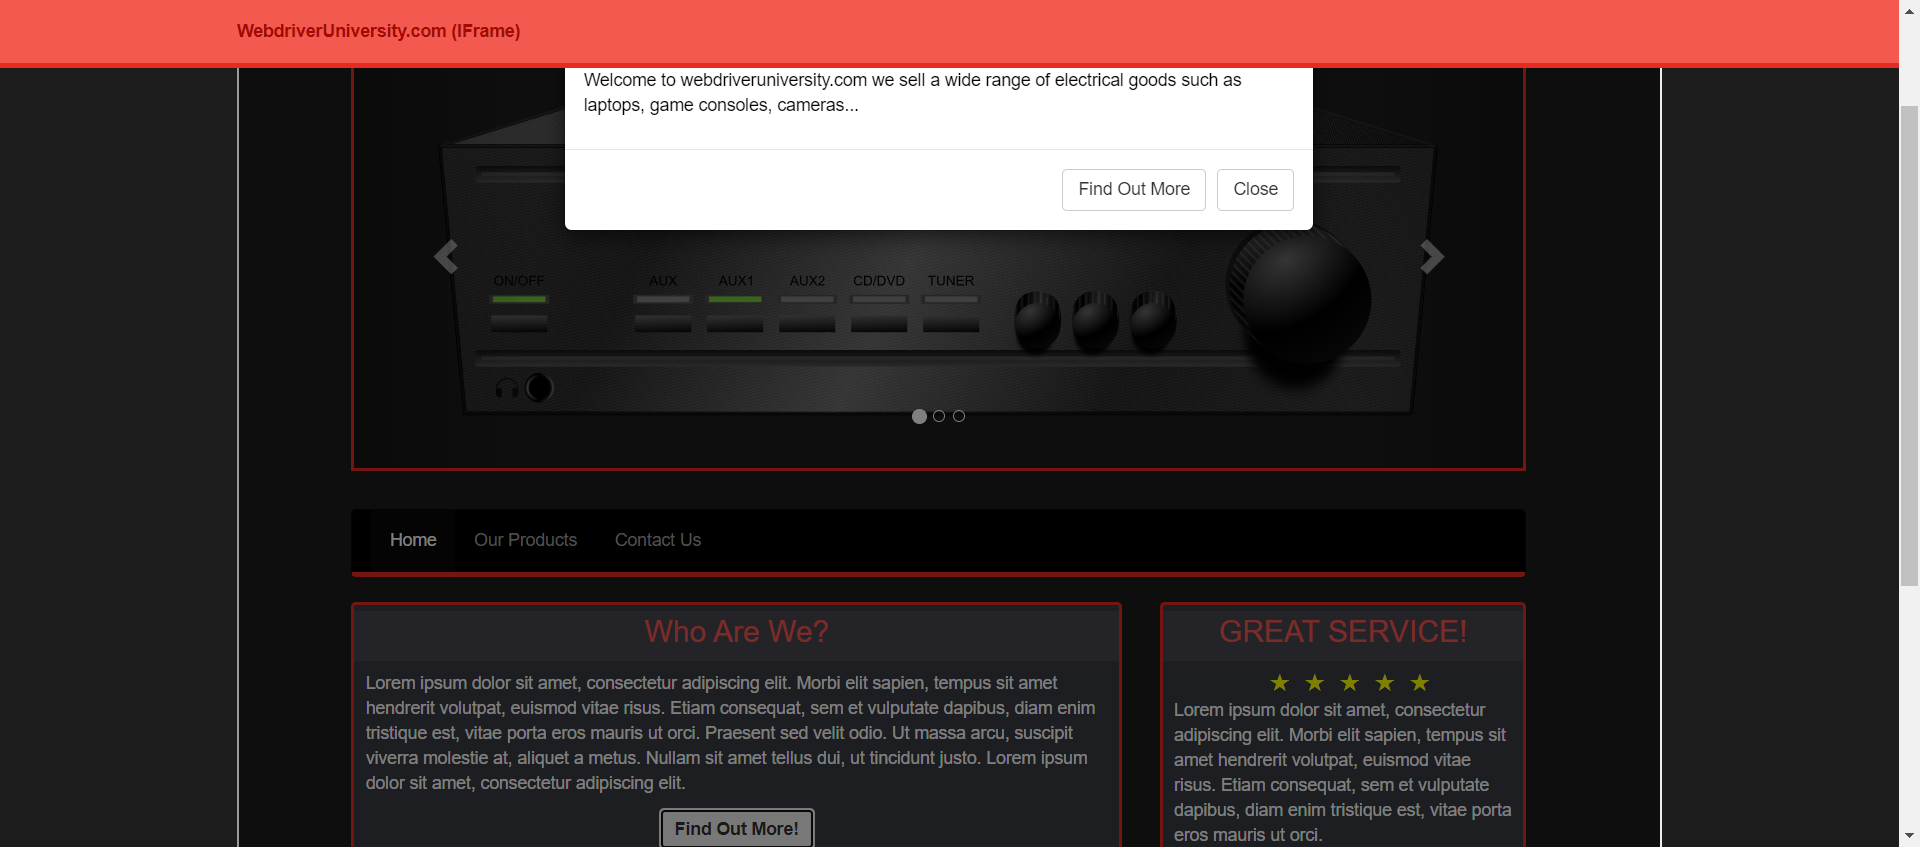 WebdriverUniversity.com (IFrame)
Welcome to webdriveruniversity.com we sell a wide range of electrical goods such as
laptops, game consoles, cameras...
Find Out More
Close
ON/OFF
AUX
AUX1
AUX2
CD/DVD
TUNER
Home
Our Products
Contact Us
Who Are We?
Lorem ipsum dolor sit amet, consectetur adipiscing elit. Morbi elit sapien, tempus sit amet
hendrerit volutpat, euismod vitae risus. Etiam consequat, sem et vulputate dapibus, diam enim
tristique est, vitae porta eros mauris ut orci. Praesent sed velit odio. Ut massa arcu, suscipit
viverra molestie at, aliquet a metus. Nullam sit amet tellus dui, ut tincidunt justo. Lorem ipsum
dolor sit amet, consectetur adipiscing elit.
Find Out More!
GREAT SERVICE!
Lorem ipsum dolor sit amet, consectetur
adipiscing elit. Morbi elit sapien, tempus sit
amet hendrerit volutpat, euismod vitae
risus. Etiam consequat, sem et vulputate
dapibus, diam enim tristique est, vitae porta
eros mauris ut orci.